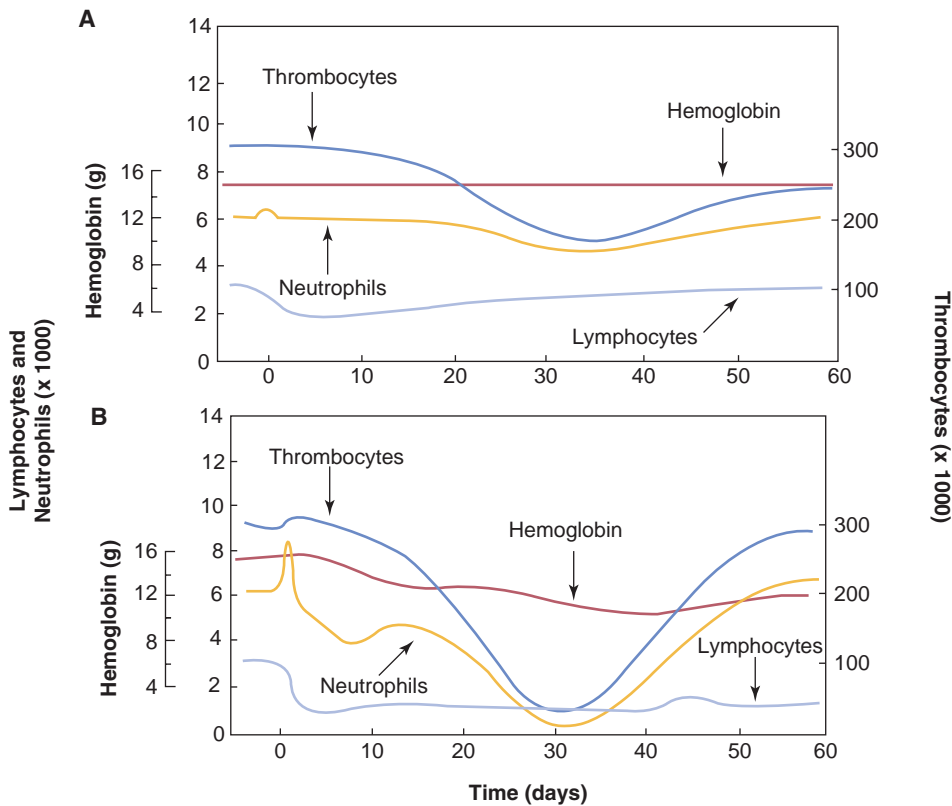 A
14
12
10
8
6
4
2
0
Hemoglobin (g)
16
12
8
4
Thrombocytes
Hemoglobin
Neutrophils
Lymphocytes
300
200
100
0
0 10 20 30 40 50 60
Lymphocytes and
Neutrophils (x 1000)
Thrombocytes (x 1000)
B
14
12
10
8
6
4
2
0
Hemoglobin (g)
16
12
8
4
Thrombocytes
Hemoglobin
Neutrophils
Lymphocytes
300
200
100
0
0 10 20 30 40 50 60
Time (days)